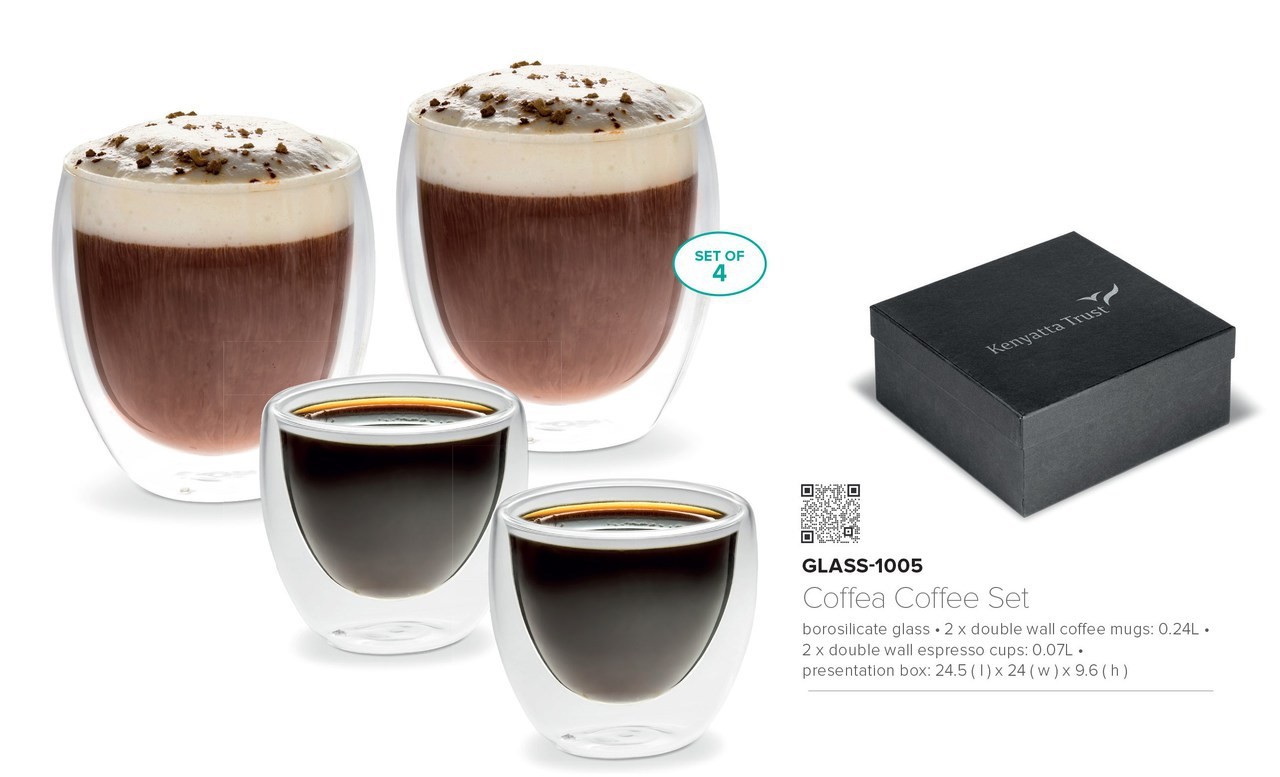 SET OF
4
Kenyatta Trust
GLASS-1005
Coffea Coffee Set
borosilicate glass • 2 x double wall coffee mugs: 0.24L •
2 x double wall espresso cups: 0.07L •
presentation box: 24.5 ( l ) x 24 ( w ) x 9.6 ( h )